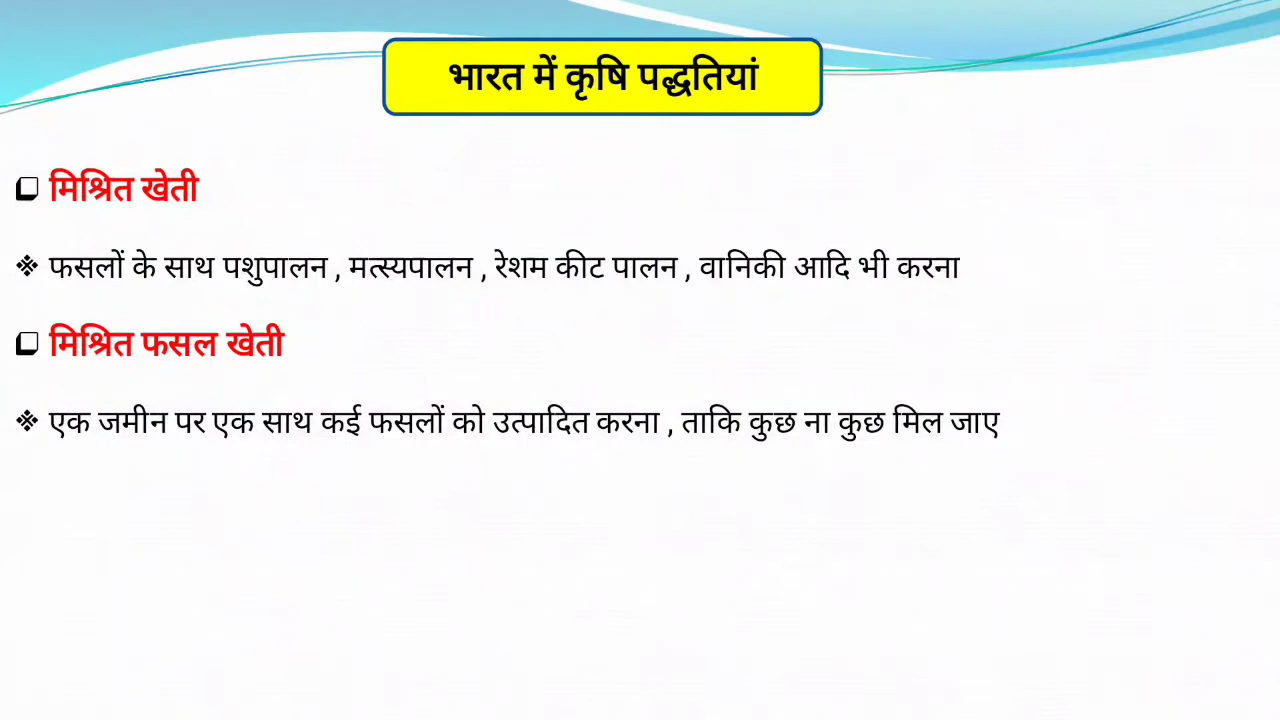 भारत में कृषि पद्धतियां
❑ मिश्रित खेती
❖ फसलों के साथ पशुपालन , मत्स्यपालन , रेशम कीट पालन , वानिकी आदि भी करना
❑ मिश्रित फसल खेती
❖ एक जमीन पर एक साथ कई फसलों को उत्पादित करना , ताकि कुछ ना कुछ मिल जाए